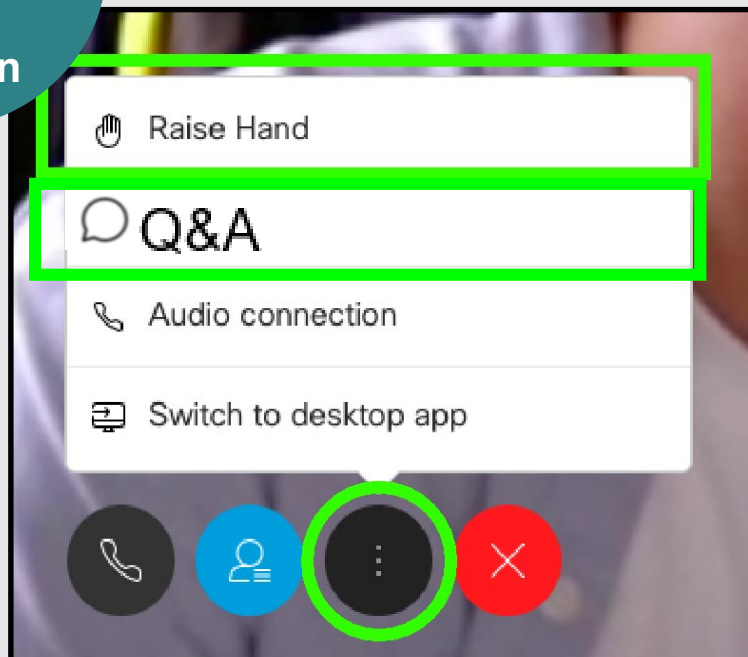 n
Raise Hand
Q&A
Audio connection
Switch to desktop app